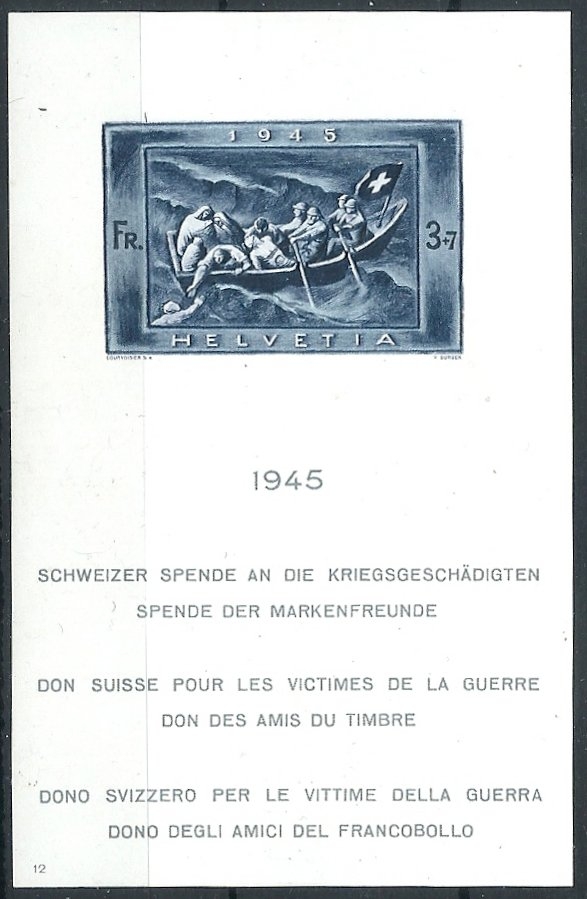 1945
FR. 3+7
HELVETIA
COURVOISIER S.A.
1945
SCHWEIZER SPENDE AN DIE KRIEGSGESCHÄDIGTEN
SPENDE DER MARKENFREUNDE
DON SUISSE POUR LES VICTIMES DE LA GUERRE
DON DES AMIS DU TIMBRE
DONO SVIZZERO PER LE VITTIME DELLA GUERRA
DONO DEGLI AMICI DEL FRANCOBOLLO
12